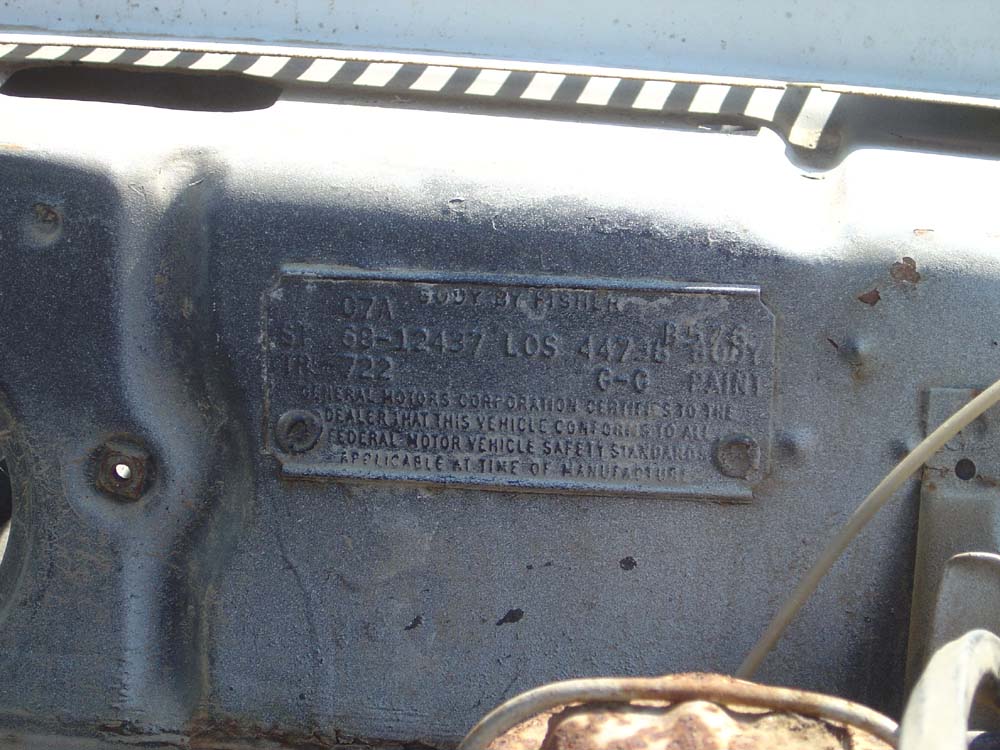 BODY BY FISHER
07A
ST 68-12437 LOS 44736 BODY
TR-722 G-G PAINT
GENERAL MOTORS CORPORATION CERTIFIES TO THE
DEALER THAT THIS VEHICLE CONFORMS TO ALL
FEDERAL MOTOR VEHICLE SAFETY STANDARDS
APPLICABLE AT TIME OF MANUFACTURE